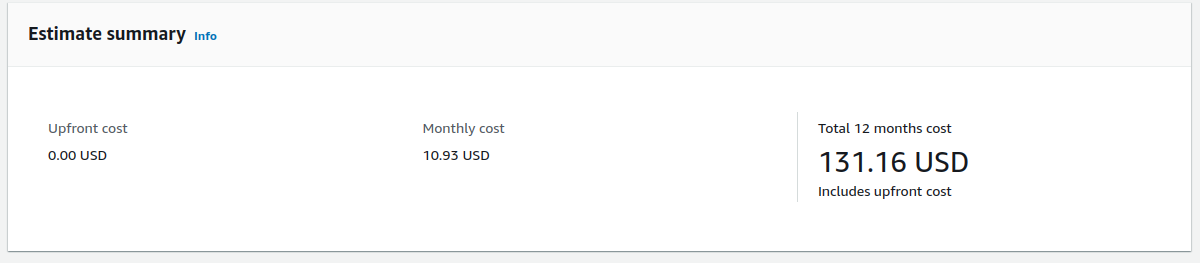 Estimate summary Info
Upfront cost
0.00 USD
Monthly cost
10.93 USD
Total 12 months cost
131.16 USD
Includes upfront cost